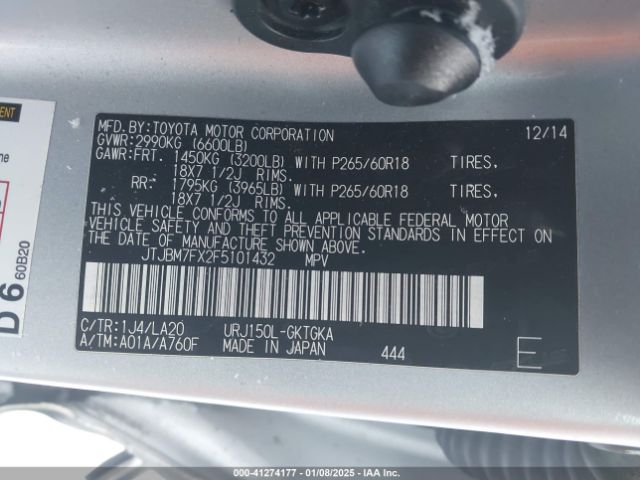 MFD.BY:TOYOTA MOTOR CORPORATION 12/14
GVWR:2990KG (6600LB)
GAWR:FRT. 1450KG (3200LB) WITH P265/60R18 TIRES.
18X7 1/2J RIMS.
RR: 1795KG (3965LB) WITH P265/60R18 TIRES,
18X7 1/2J RIMS.
THIS VEHICLE CONFORMS TO ALL APPLICABLE FEDERAL MOTOR
VEHICLE SAFETY AND THEFT PREVENTION STANDARDS IN EFFECT ON
THE DATE OF MANUFACTURE SHOWN ABOVE.
JTJBM7FX2F5101432 MPV
C/TR:1J4/LA20 URJ150L-GKTGKA
A/TM:A01A/A760F MADE IN JAPAN 444 E
D 6 60B20
000-41274177 - 01/08/2025 - IAAI.com